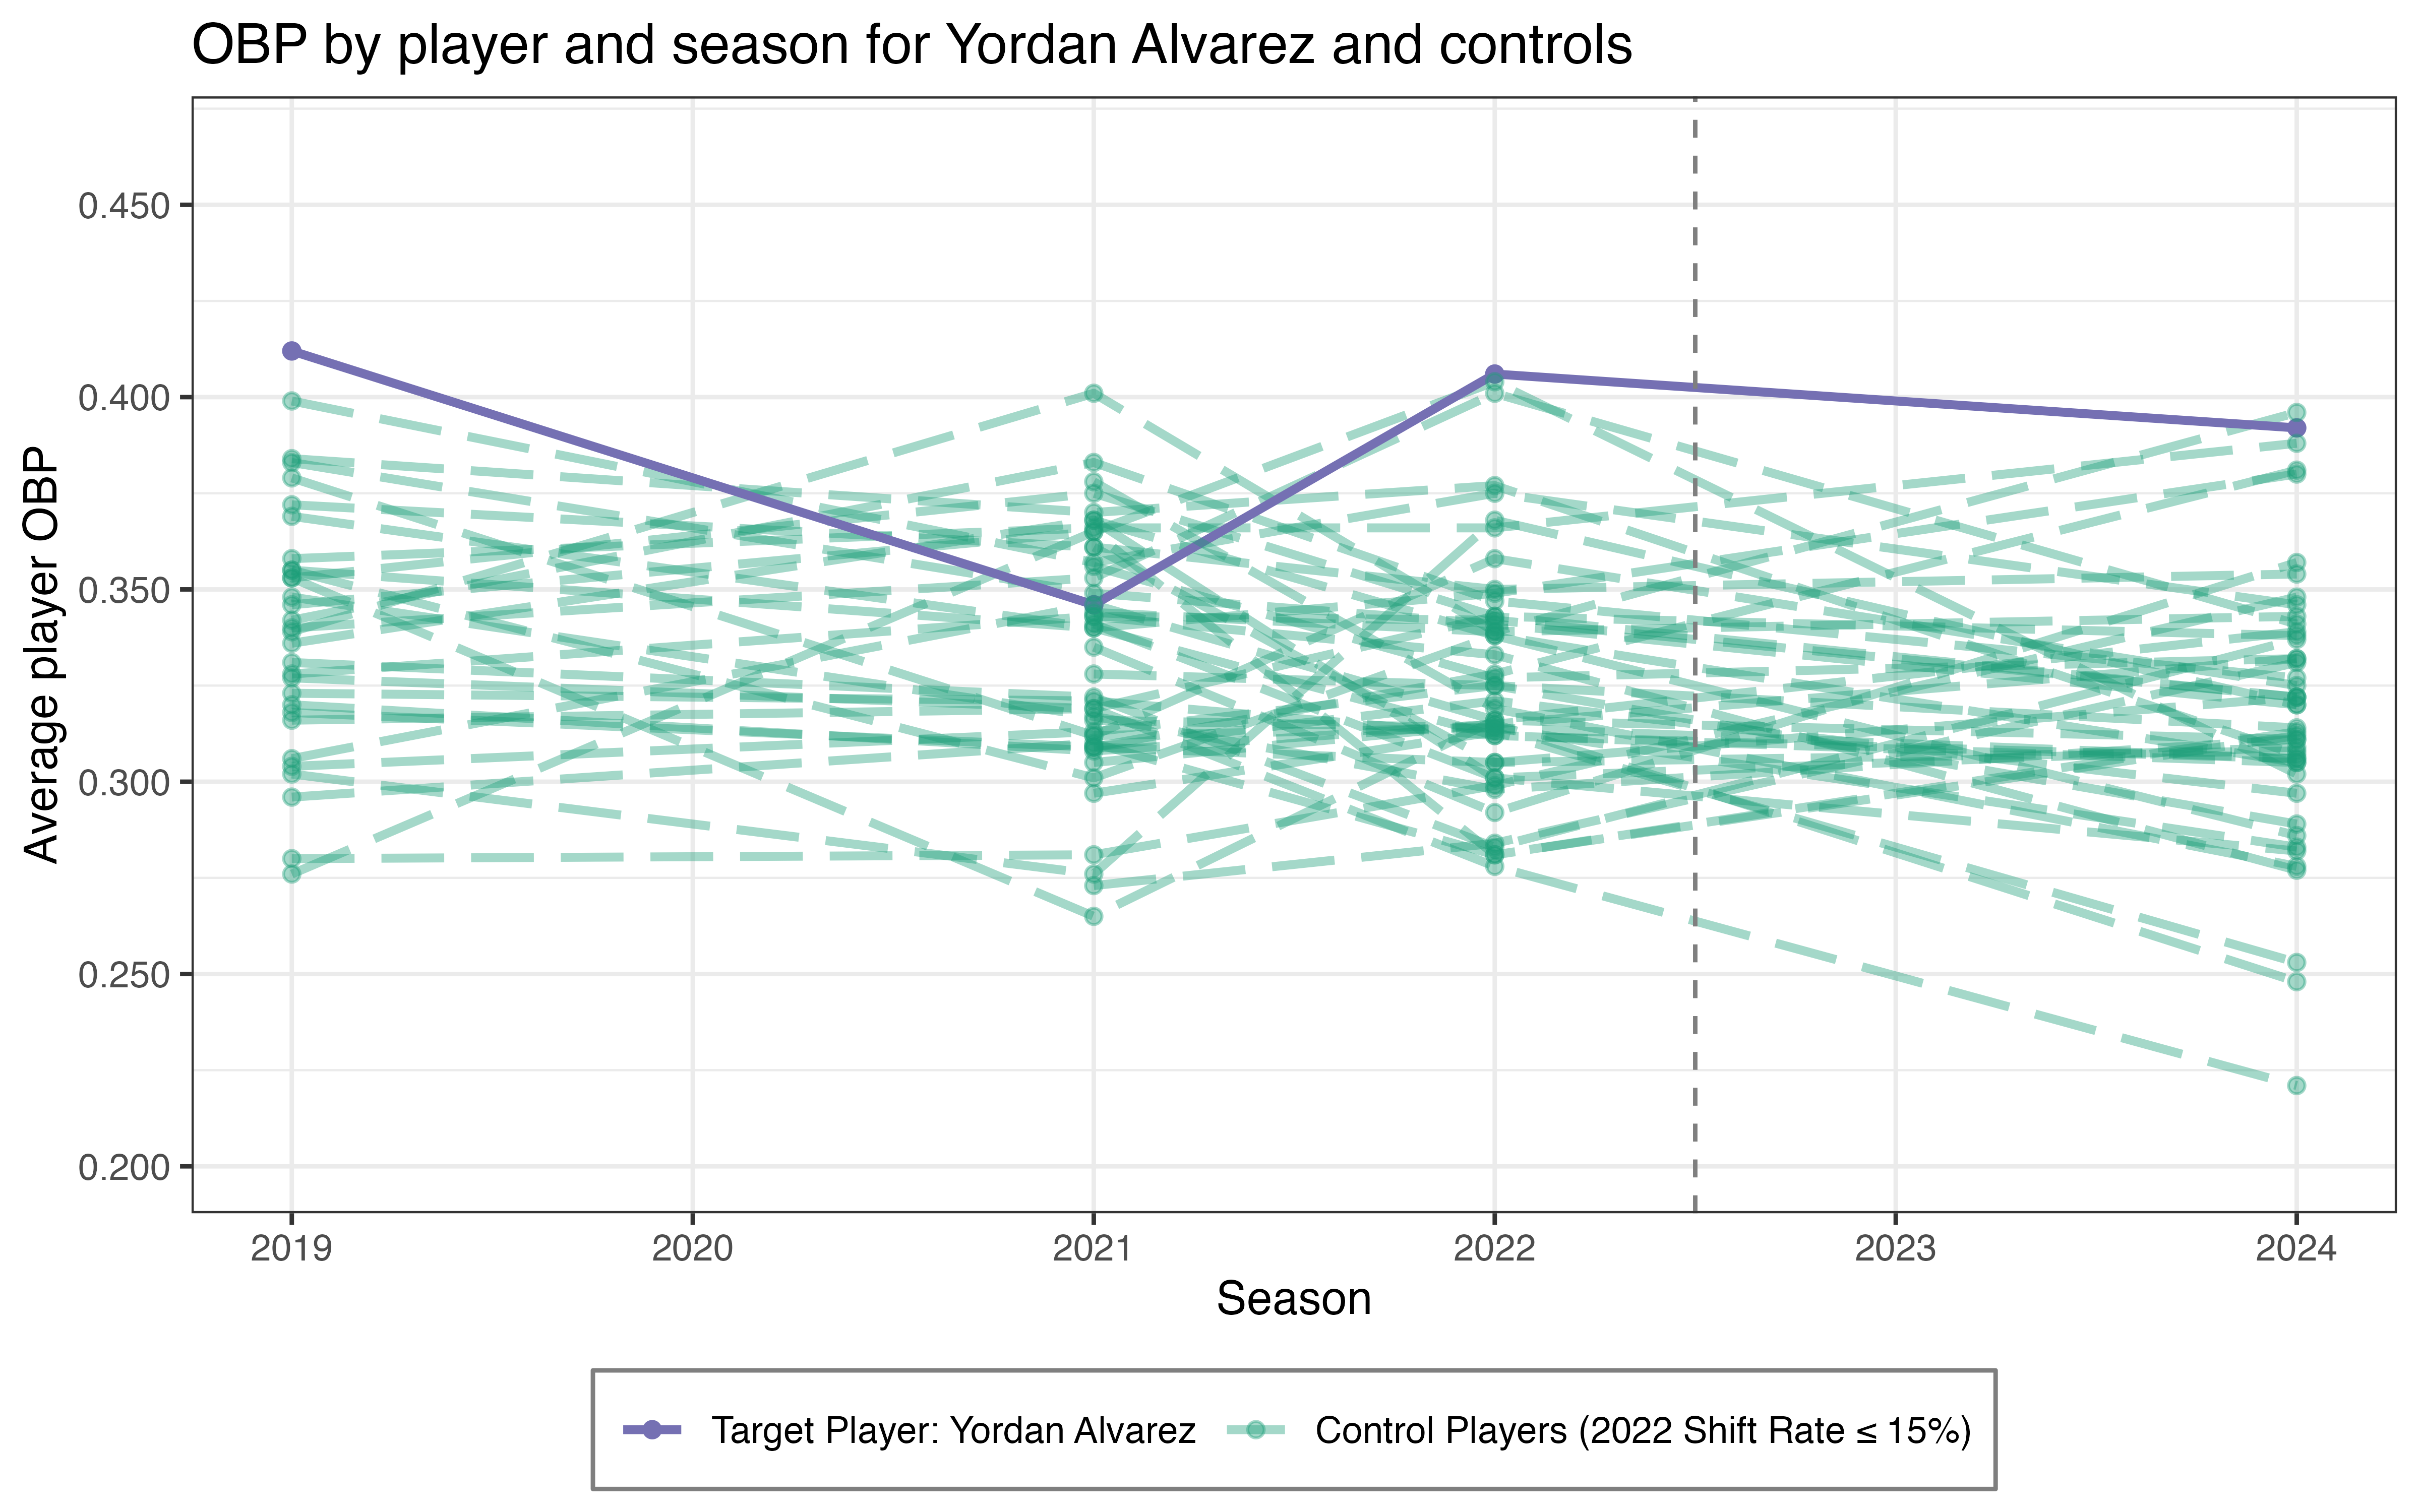 OBP by player and season for Yordan Alvarez and controls
Average player OBP
0.450
0.400
0.350
0.300
0.250
0.200
2019 2020 2021 2022 2023 2024
Season
Target Player: Yordan Alvarez Control Players (2022 Shift Rate ≤ 15%)